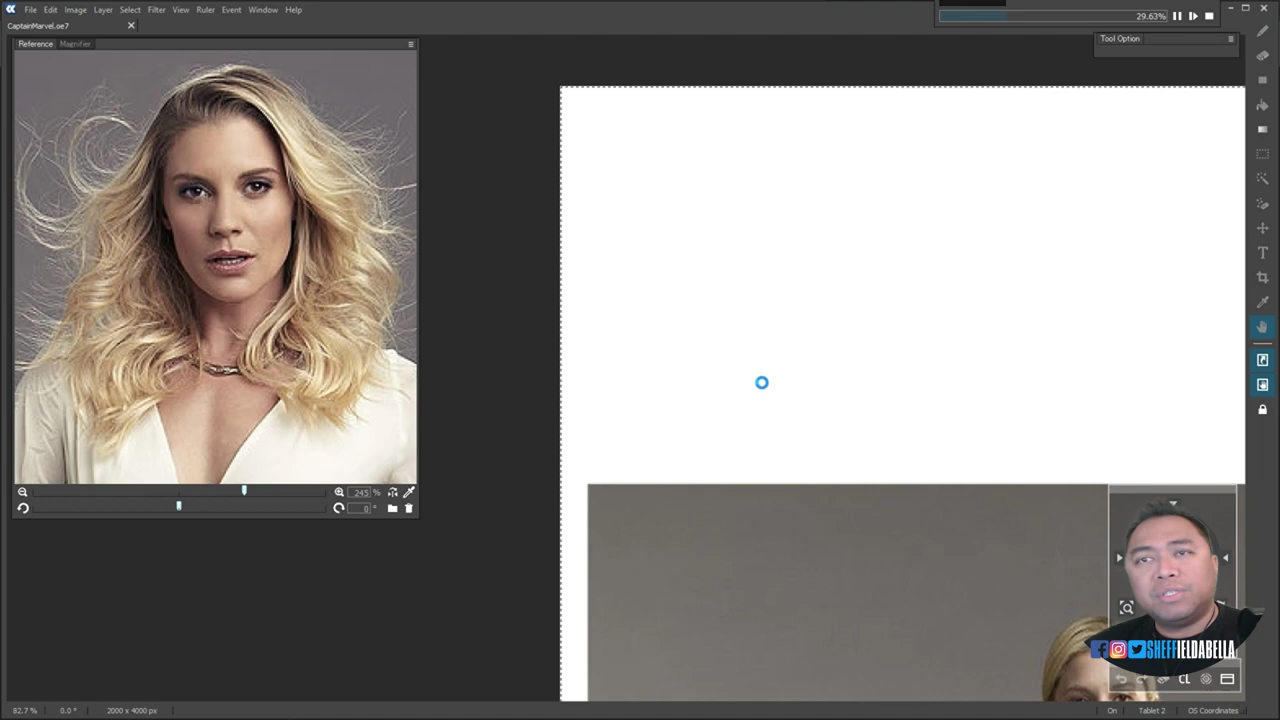 File Edit Image Layer Select Filter View Ruler Event Window Help
29.63%
CaptainMarvel.oe7
Tool Option
Reference Magnifier
245 %
0 °
CL
SHEFFIELDABELLA
82.7 % 0.0 ° 2000 x 4000 px On Tablet 2 OS Coordinates